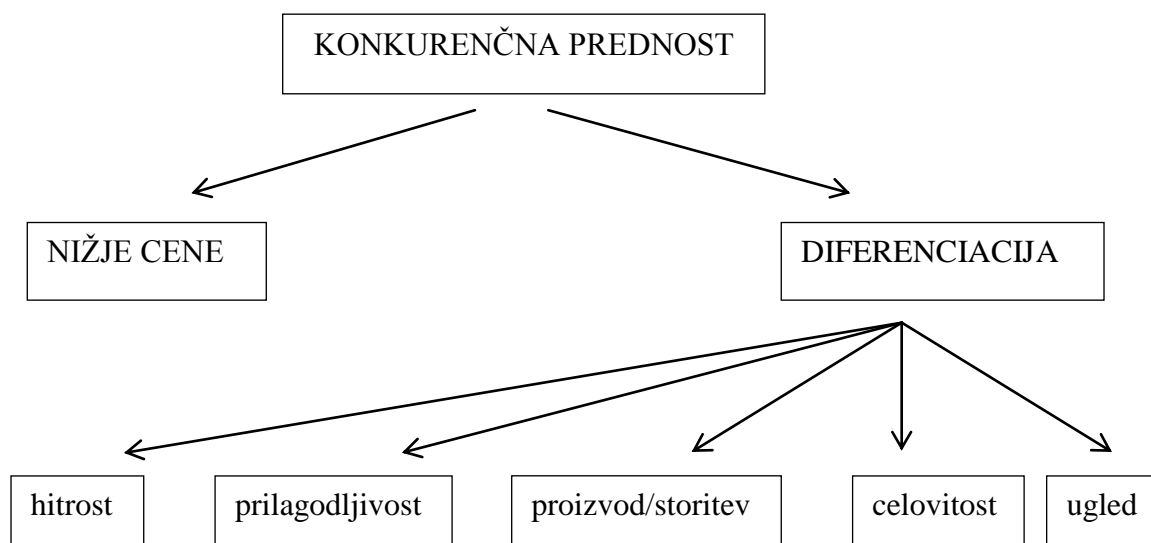 KONKURENČNA PREDNOST
NIŽJE CENE
DIFERENCIACIJA
hitrost
prilagodljivost
proizvod/storitev
celovitost
ugled